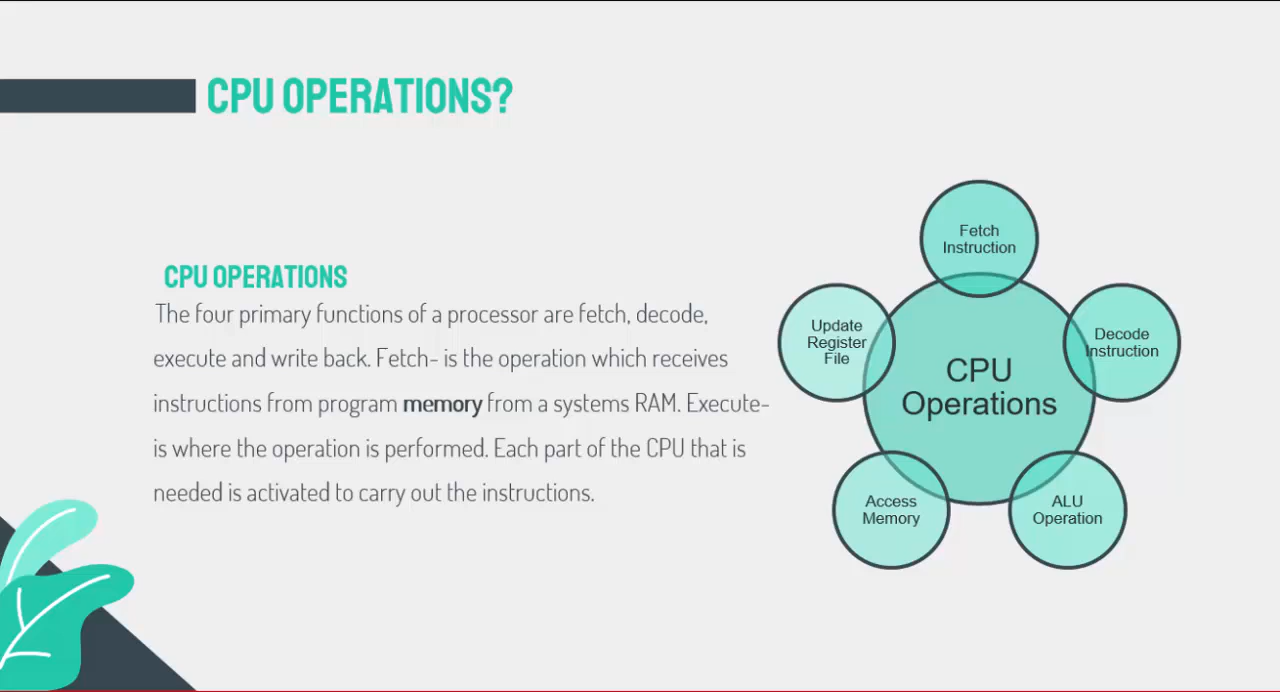 CPU OPERATIONS?
CPU OPERATIONS
The four primary functions of a processor are fetch, decode,
execute and write back. Fetch- is the operation which receives
instructions from program memory from a systems RAM. Execute-
is where the operation is performed. Each part of the CPU that is
needed is activated to carry out the instructions.
Fetch
Instruction
Decode
Instruction
ALU
Operation
Access
Memory
Update
Register
File
CPU
Operations